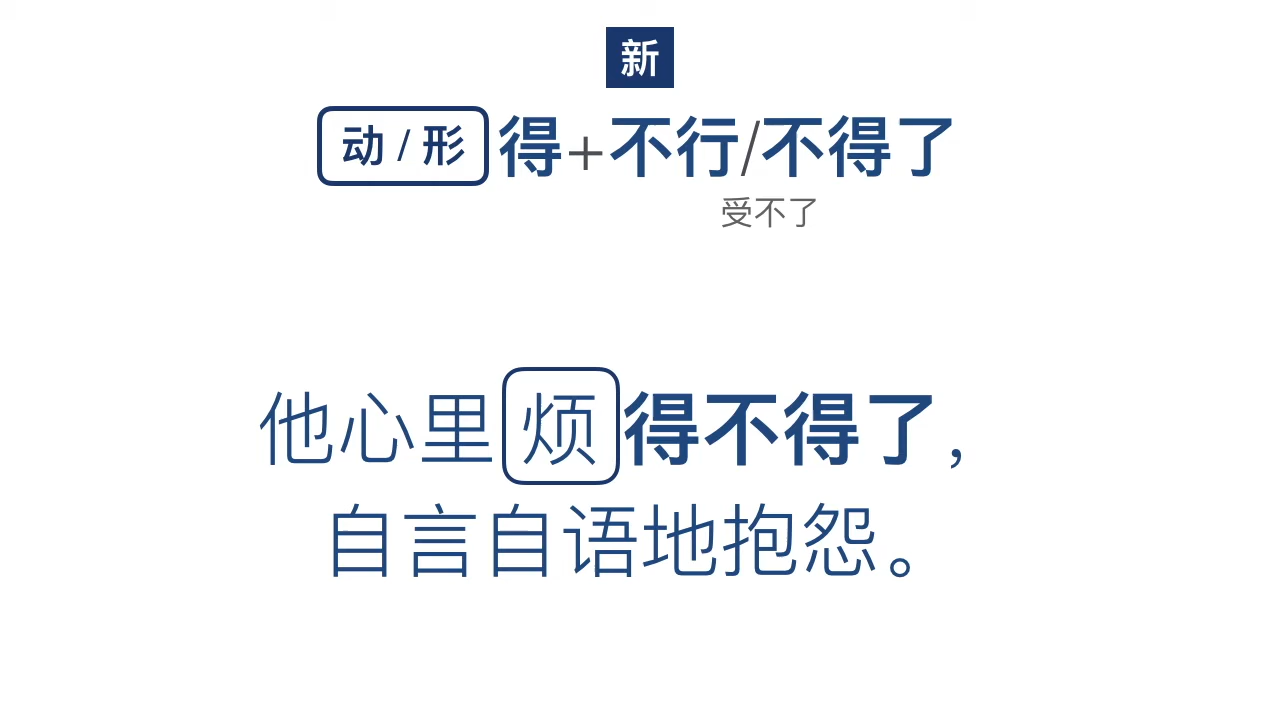 新
动 / 形 得+不行/不得了
受不了
他心里烦得不得了,
自言自语地抱怨。